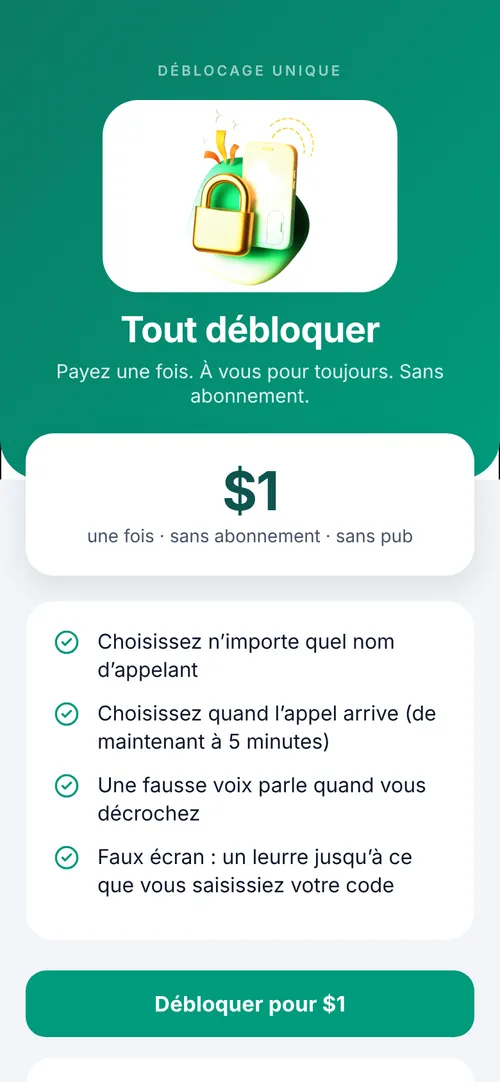 DÉBLOCAGE UNIQUE
Tout débloquer
Payez une fois. À vous pour toujours. Sans
abonnement.
$1
une fois · sans abonnement · sans pub
Choisissez n’importe quel nom
d’appelant
Choisissez quand l’appel arrive (de
maintenant à 5 minutes)
Une fausse voix parle quand vous
décrochez
Faux écran : un leurre jusqu’à ce
que vous saisissiez votre code
Débloquer pour $1